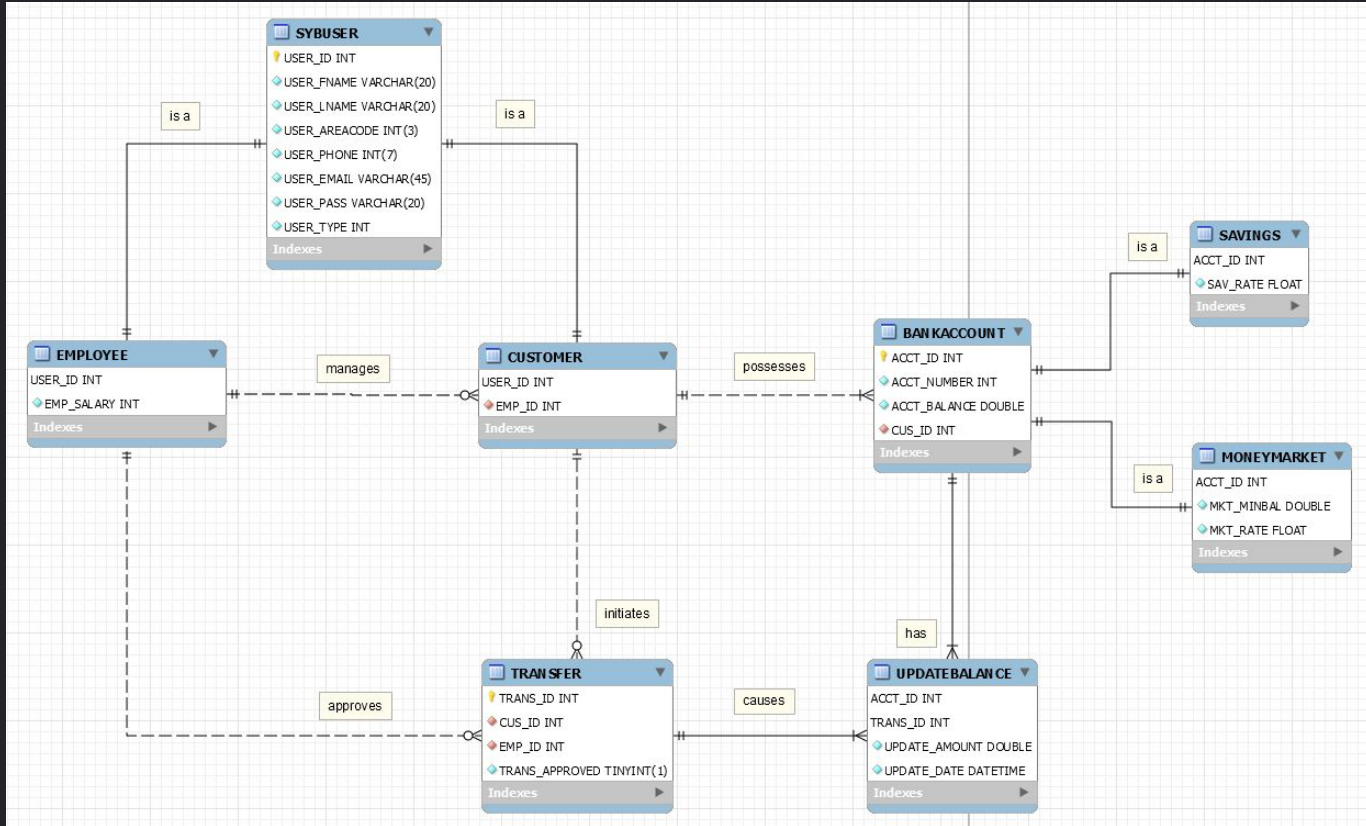 SYBUSER
USER_ID INT
USER_FNAME VARCHAR(20)
USER_LNAME VARCHAR(20)
USER_AREACODE INT(3)
USER_PHONE INT(7)
USER_EMAIL VARCHAR(45)
USER_PASS VARCHAR(20)
USER_TYPE INT
Indexes
is a
is a
EMPLOYEE
USER_ID INT
EMP_SALARY INT
Indexes
manages
CUSTOMER
USER_ID INT
EMP_ID INT
Indexes
possesses
BANKACCOUNT
ACCT_ID INT
ACCT_NUMBER INT
ACCT_BALANCE DOUBLE
CUS_ID INT
Indexes
is a
SAVINGS
ACCT_ID INT
SAV_RATE FLOAT
Indexes
is a
MONEYMARKET
ACCT_ID INT
MKT_MINBAL DOUBLE
MKT_RATE FLOAT
Indexes
initiates
has
approves
TRANSFER
TRANS_ID INT
CUS_ID INT
EMP_ID INT
TRANS_APPROVED TINYINT(1)
Indexes
causes
UPDATEBALANCE
ACCT_ID INT
TRANS_ID INT
UPDATE_AMOUNT DOUBLE
UPDATE_DATE DATETIME
Indexes